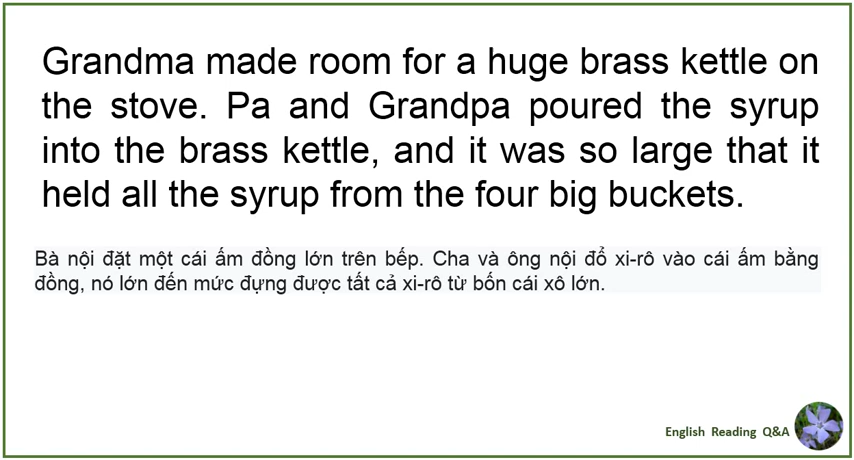 Grandma made room for a huge brass kettle on
the stove. Pa and Grandpa poured the syrup
into the brass kettle, and it was so large that it
held all the syrup from the four big buckets.
Bà nội đặt một cái ấm đồng lớn trên bếp. Cha và ông nội đổ xi-rô vào cái ấm bằng
đồng, nó lớn đến mức đựng được tất cả xi-rô từ bốn cái xô lớn.
English Reading Q&A